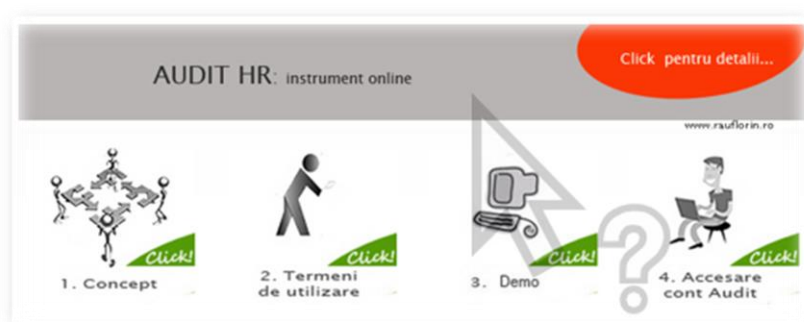 AUDIT HR: instrument online
Click pentru detalii...
www.rauflorin.ro
Click!
1. Concept
Click!
2. Termeni
de utilizare
Click!
3. Demo
Click!
4. Accesare
cont Audit
?